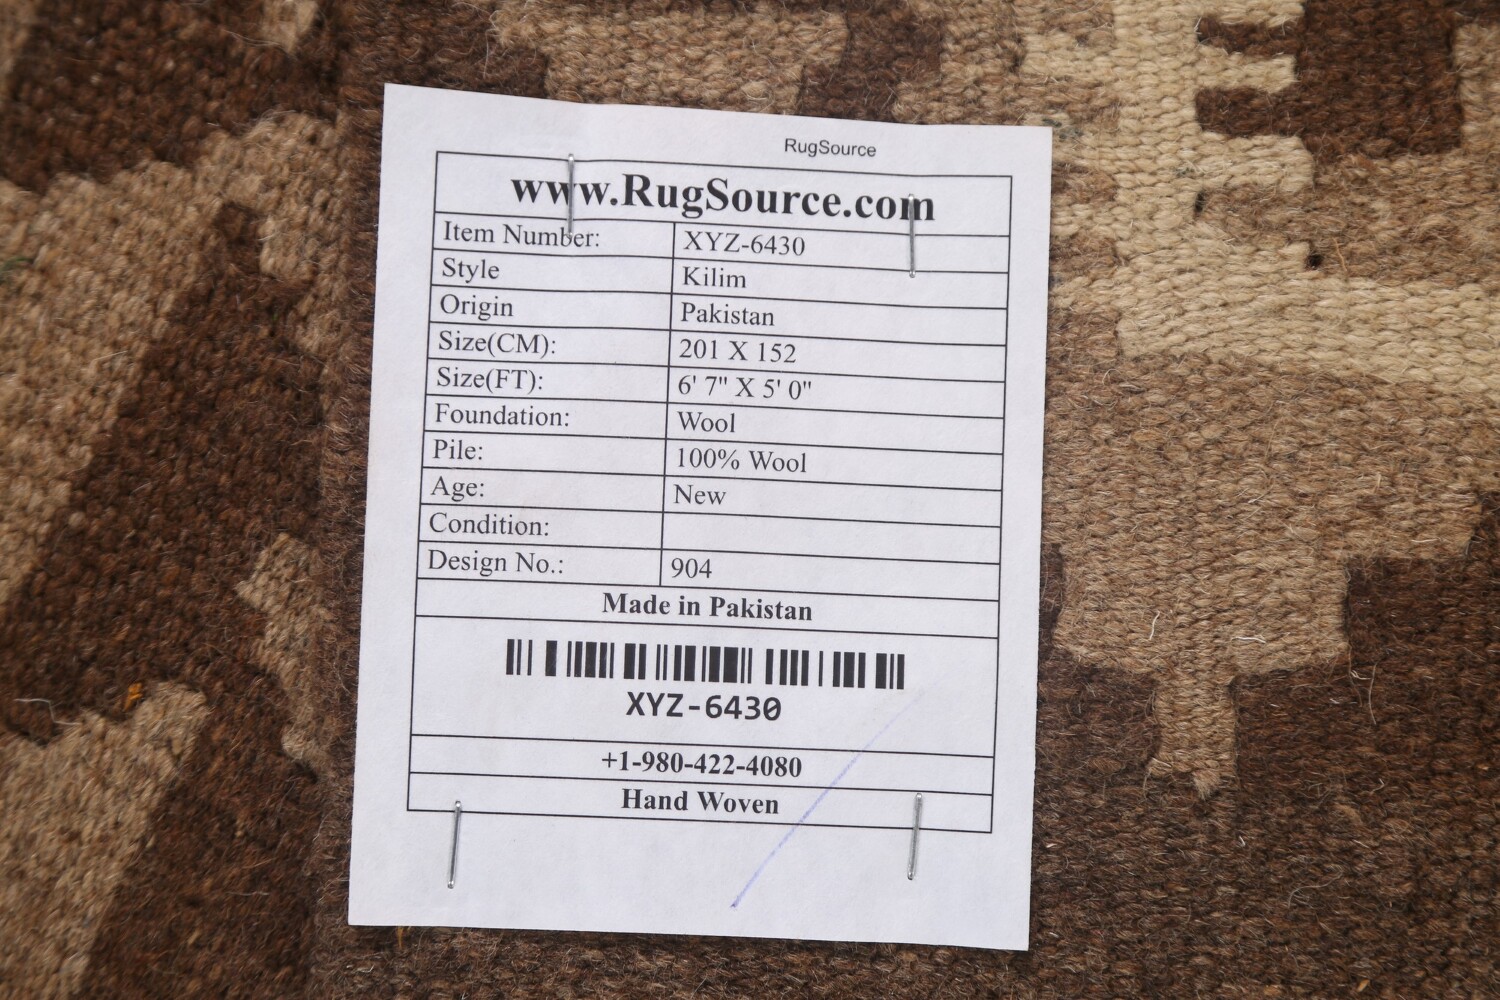 RugSource
www.RugSource.com
Item Number: XYZ-6430
Style Kilim
Origin Pakistan
Size(CM): 201 X 152
Size(FT): 6' 7" X 5' 0"
Foundation: Wool
Pile: 100% Wool
Age: New
Condition:
Design No.: 904
Made in Pakistan
XYZ-6430
+1-980-422-4080
Hand Woven